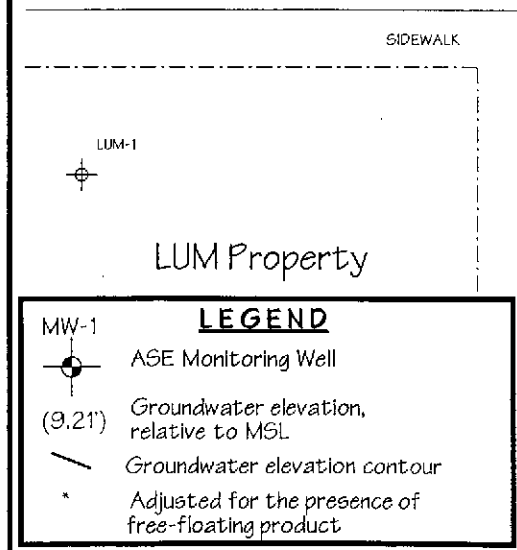 SIDEWALK
LUM-1
LUM Property
LEGEND
MW-1
ASE Monitoring Well
(9.21')
Groundwater elevation,
relative to MSL
Groundwater elevation contour
*
Adjusted for the presence of
free-floating product